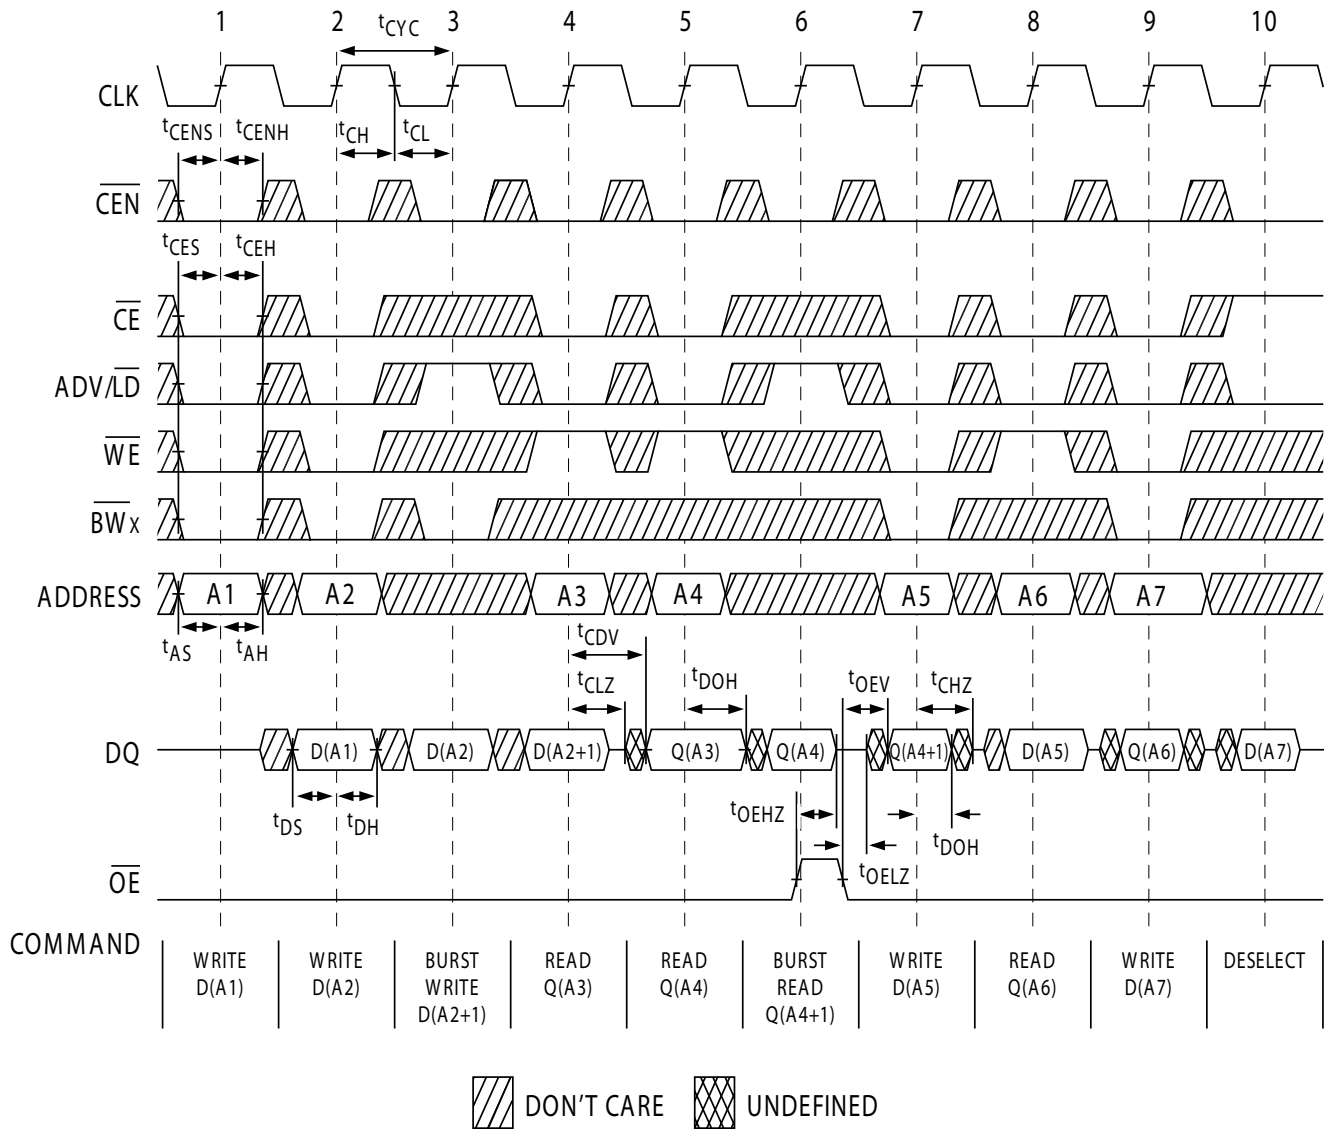 1 2 3 4 5 6 7 8 9 10
tCYC
CLK
tCENS tCENH tCH tCL
CEN
tCES tCEH
CE
ADV/LD
WE
BWx
ADDRESS A1 A2 A3 A4 A5 A6 A7
tAS tAH tCDV
tCLZ tDOH tOEV tCHZ
DQ D(A1) D(A2) D(A2+1) Q(A3) Q(A4) Q(A4+1) D(A5) Q(A6) D(A7)
tDS tDH tOEHZ tDOH
tOELZ
OE
COMMAND
WRITE WRITE BURST READ READ BURST WRITE READ WRITE DESELECT
D(A1) D(A2) WRITE Q(A3) Q(A4) READ D(A5) Q(A6) D(A7)
D(A2+1) Q(A4+1)
DON'T CARE UNDEFINED